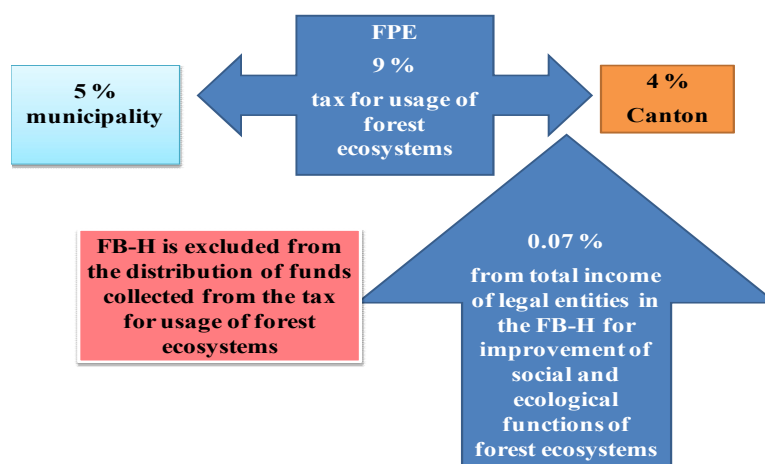 FPE
9 %
tax for usage of
forest
ecosystems
5 %
municipality
4 %
Canton
FB-H is excluded from
the distribution of funds
collected from the tax
for usage of forest
ecosystems
0.07 %
from total income
of legal entities in
the FB-H for
improvement of
social and
ecological
functions of
forest ecosystems